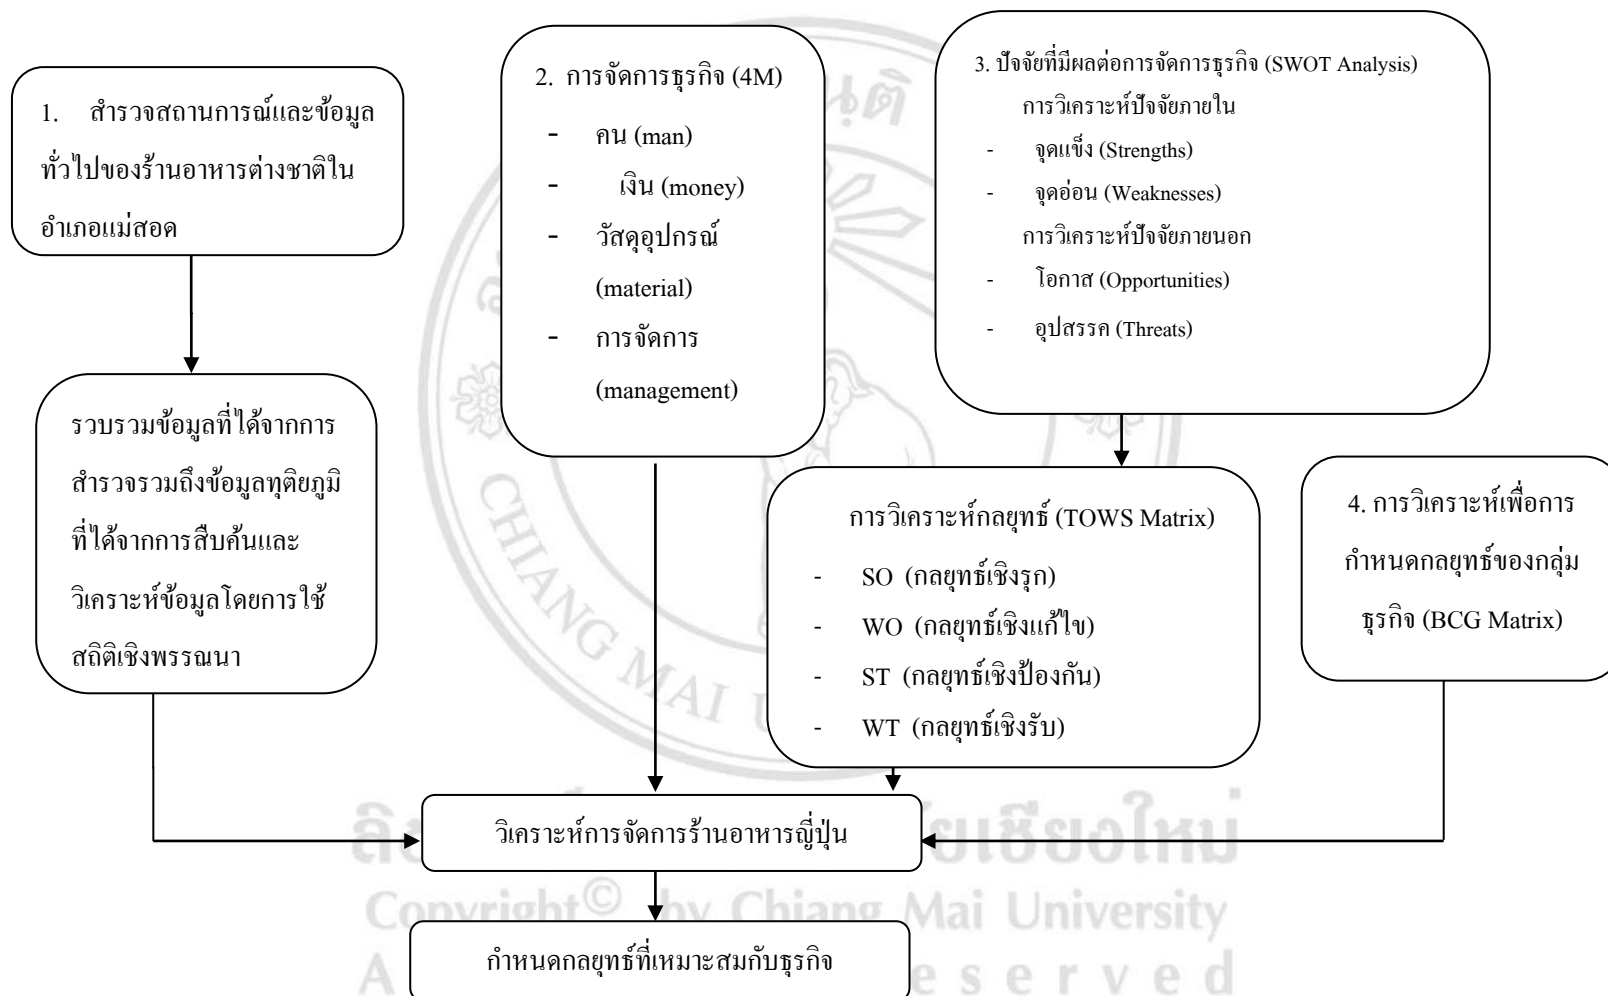 1. สำรวจสถานการณ์และข้อมูล
ทั่วไปของร้านอาหารต่างชาติใน
อำเภอแม่สอด
รวบรวมข้อมูลที่ได้จากการ
สำรวจรวมถึงข้อมูลทุติยภูมิ
ที่ได้จากการสืบค้นและ
วิเคราะห์ข้อมูลโดยการใช้
สถิติเชิงพรรณนา
2. การจัดการธุรกิจ (4M)
- คน (man)
- เงิน (money)
- วัสดุอุปกรณ์
(material)
- การจัดการ
(management)
3. ปัจจัยที่มีผลต่อการจัดการธุรกิจ (SWOT Analysis)
การวิเคราะห์ปัจจัยภายใน
- จุดแข็ง (Strengths)
- จุดอ่อน (Weaknesses)
การวิเคราะห์ปัจจัยภายนอก
- โอกาส (Opportunities)
- อุปสรรค (Threats)
การวิเคราะห์กลยุทธ์ (TOWS Matrix)
- SO (กลยุทธ์เชิงรุก)
- WO (กลยุทธ์เชิงแก้ไข)
- ST (กลยุทธ์เชิงป้องกัน)
- WT (กลยุทธ์เชิงรับ)
4. การวิเคราะห์เพื่อการ
กำหนดกลยุทธ์ของกลุ่ม
ธุรกิจ (BCG Matrix)
วิเคราะห์การจัดการร้านอาหารญี่ปุ่น
กำหนดกลยุทธ์ที่เหมาะสมกับธุรกิจ
CHIANG MAI
Copyright© by Chiang Mai University